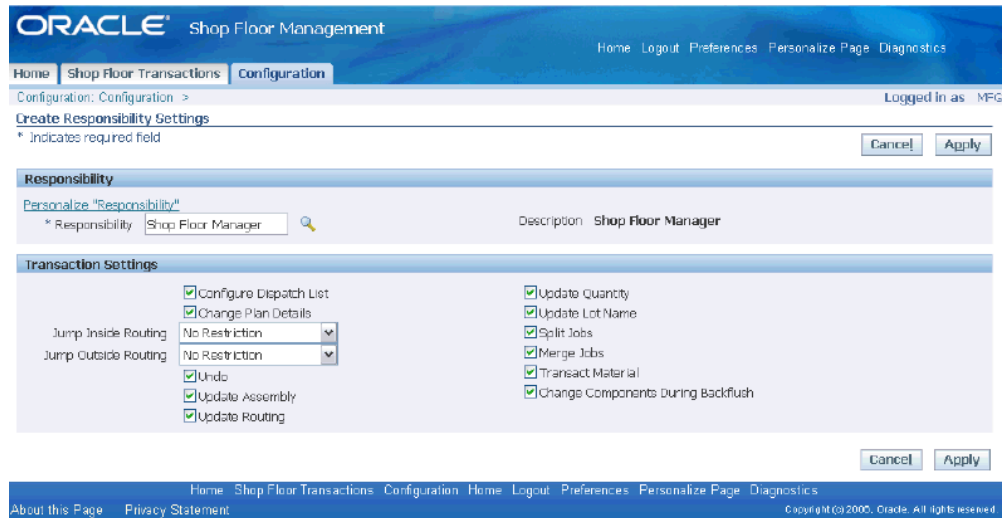 ORACLE® Shop Floor Management
Home Logout Preferences Personalize Page Diagnostics
Home Shop Floor Transactions Configuration
Configuration: Configuration >
Logged in as MFG
Create Responsibility Settings
* Indicates required field
Cancel Apply
Responsibility
Personalize "Responsibility"
* Responsibility Shop Floor Manager Description Shop Floor Manager
Transaction Settings
Configure Dispatch List Update Quantity
Change Plan Details Update Lot Name
Jump Inside Routing No Restriction Split Jobs
Jump Outside Routing No Restriction Merge Jobs
Undo Transact Material
Update Assembly Change Components During Backflush
Update Routing
Cancel Apply
Home Shop Floor Transactions Configuration Home Logout Preferences Personalize Page Diagnostics
About this Page Privacy Statement Copyright (c) 2005, Oracle. All rights reserved.